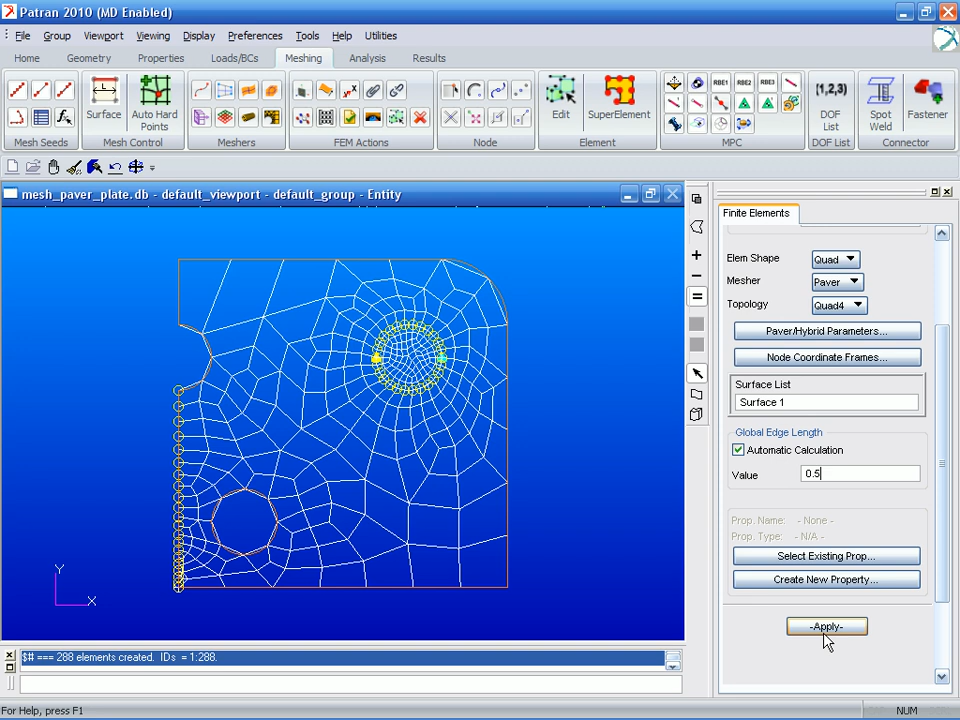 Patran 2010 (MD Enabled)
File Group Viewport Viewing Display Preferences Tools Help Utilities
Home Geometry Properties Loads/BCs Meshing Analysis Results
RBE1 RBE2 RBE3
(1,2,3)
Surface Auto Hard Points Edit SuperElement DOF List Spot Weld Fastener
Mesh Seeds Mesh Control Meshers FEM Actions Node Element MPC DOF List Connector
mesh_paver_plate.db - default_viewport - default_group - Entity
Finite Elements
Elem Shape Quad
Mesher Paver
Topology Quad4
Paver/Hybrid Parameters...
Node Coordinate Frames...
Surface List
Surface 1
Global Edge Length
Automatic Calculation
Value 0.5
Prop. Name: - None -
Prop. Type: - N/A -
Select Existing Prop...
Create New Property...
-Apply-
Y
X
$# === 288 elements created. IDs = 1:288.
For Help, press F1
NUM